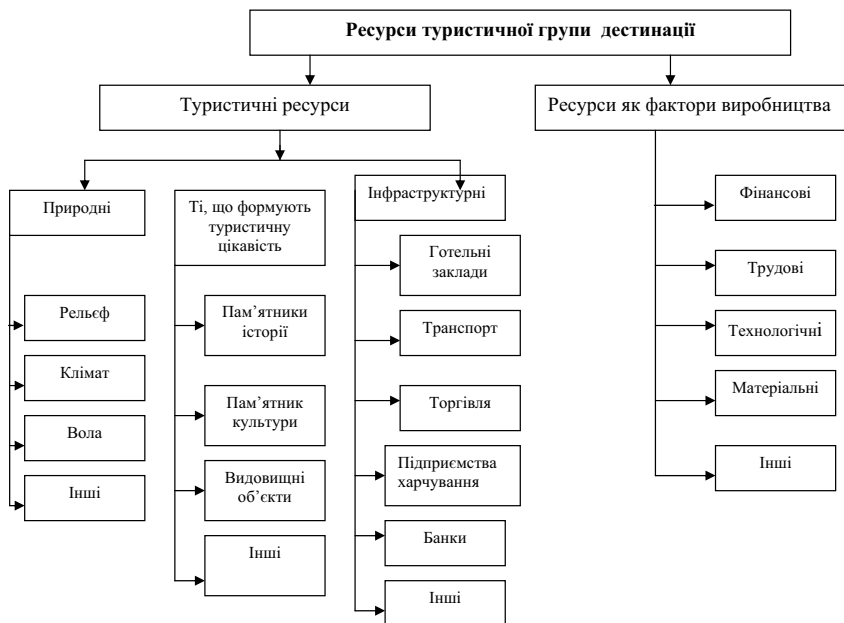 Ресурси туристичної групи дестинації
Туристичні ресурси
Ресурси як фактори виробництва
Природні
Рельєф
Клімат
Вола
Інші
Ті, що формують
туристичну
цікавість
Пам’ятники
історії
Пам’ятник
культури
Видовищні
об’єкти
Інші
Інфраструктурні
Готельні
заклади
Транспорт
Торгівля
Підприємства
харчування
Банки
Інші
Фінансові
Трудові
Технологічні
Матеріальні
Інші